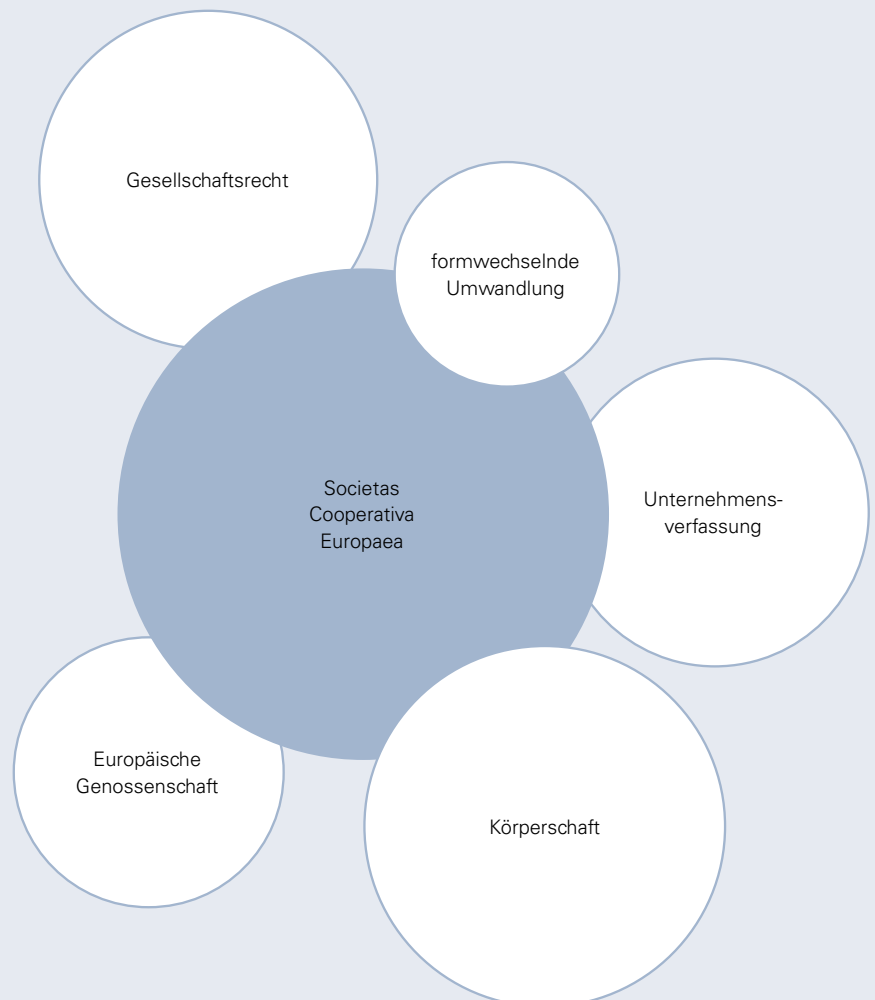 Gesellschaftsrecht
formwechselnde
Umwandlung
Societas
Cooperativa
Europaea
Unternehmens-
verfassung
Europäische
Genossenschaft
Körperschaft